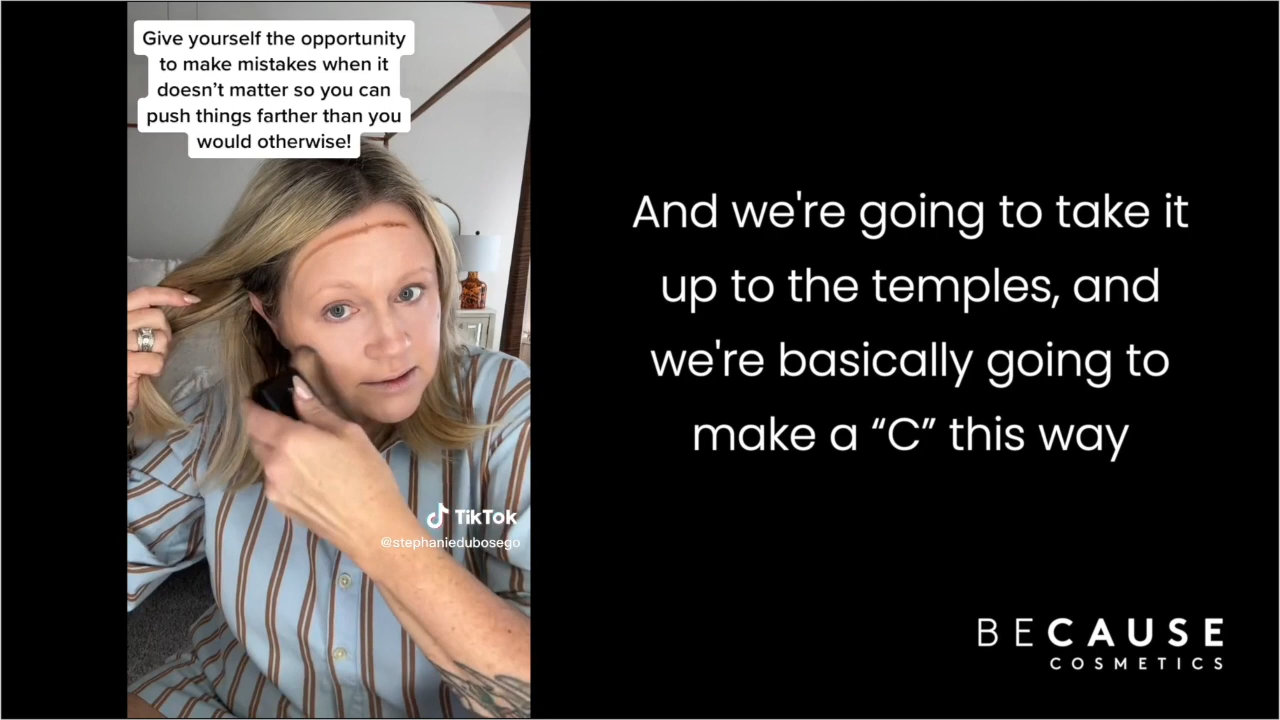 Give yourself the opportunity
to make mistakes when it
doesn't matter so you can
push things farther than you
would otherwise!
TikTok
@stephaniedubosego
And we're going to take it
up to the temples, and
we're basically going to
make a “C” this way
BECAUSE
COSMETICS